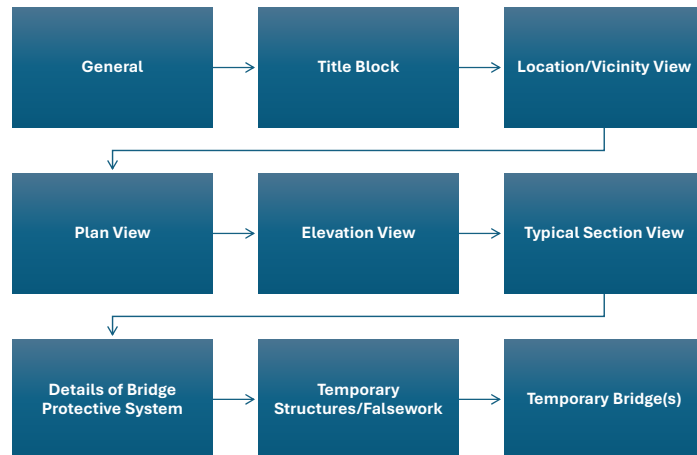 General
Title Block
Location/Vicinity View
Plan View
Elevation View
Typical Section View
Details of Bridge
Protective System
Temporary
Structures/Falsework
Temporary Bridge(s)